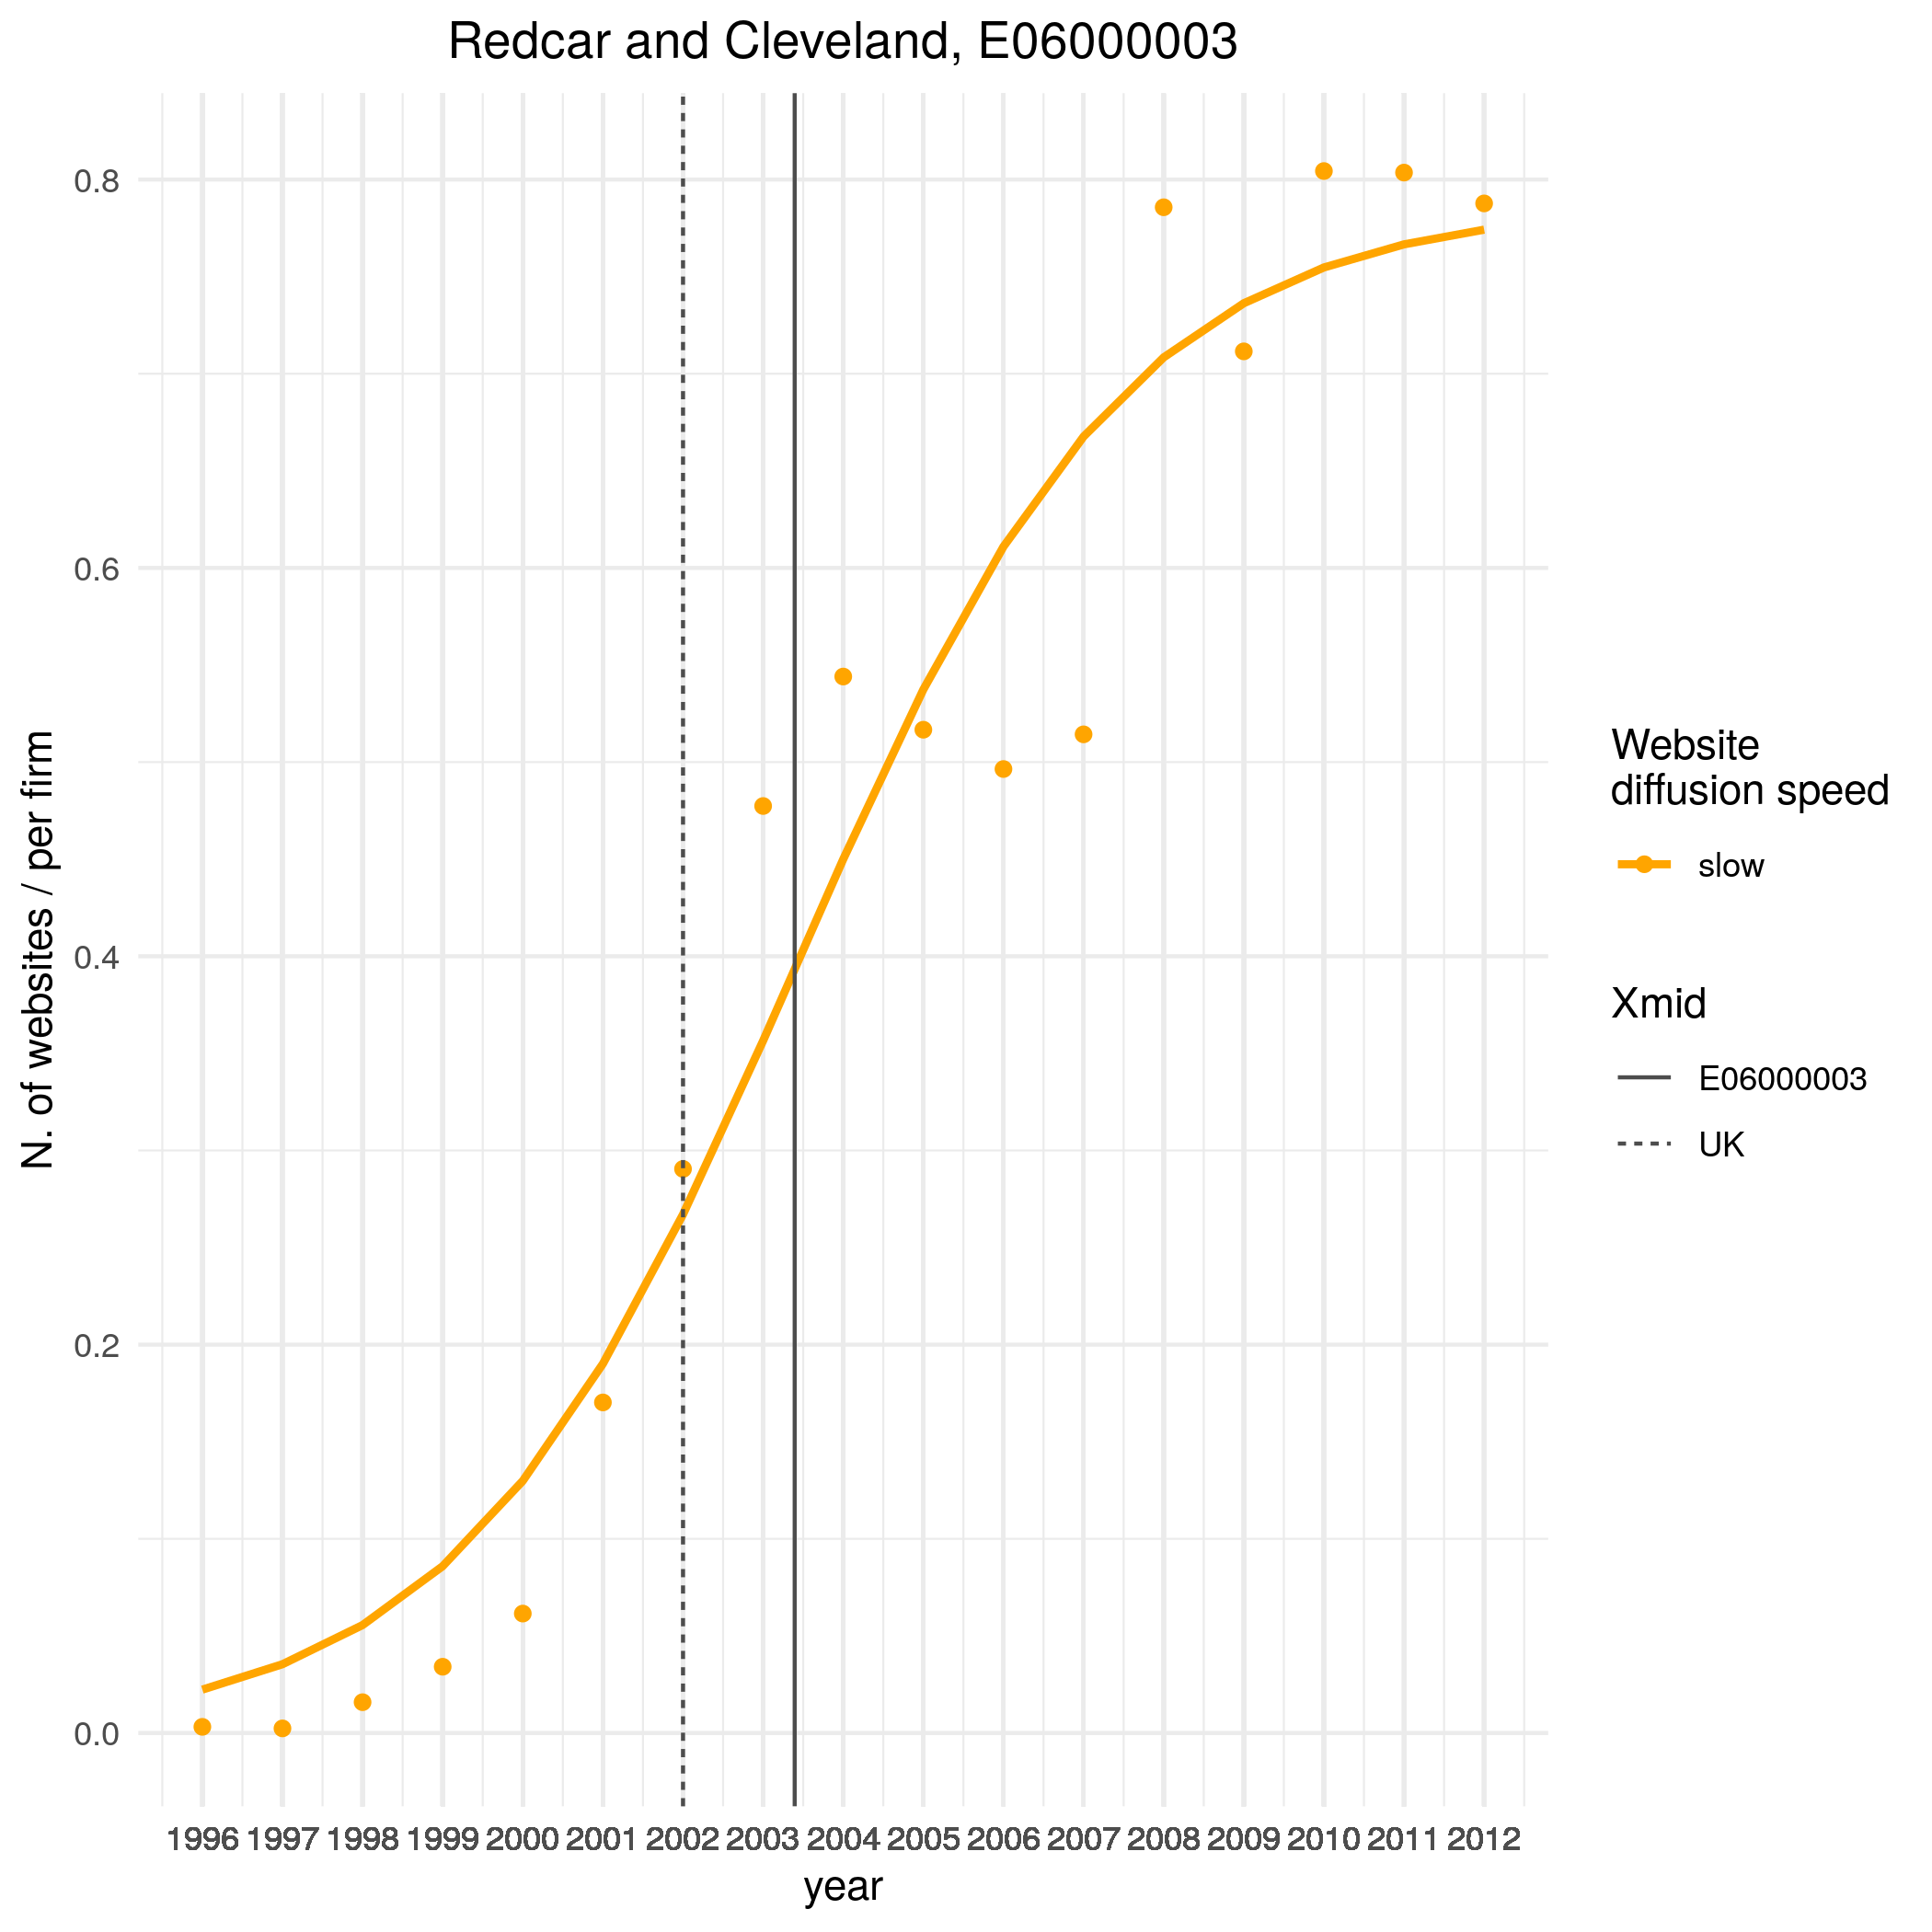 Redcar and Cleveland, E06000003
N. of websites / per firm
0.8
0.6
0.4
0.2
0.0
1996 1997 1998 1999 2000 2001 2002 2003 2004 2005 2006 2007 2008 2009 2010 2011 2012
year
Website
diffusion speed
slow
Xmid
E06000003
UK